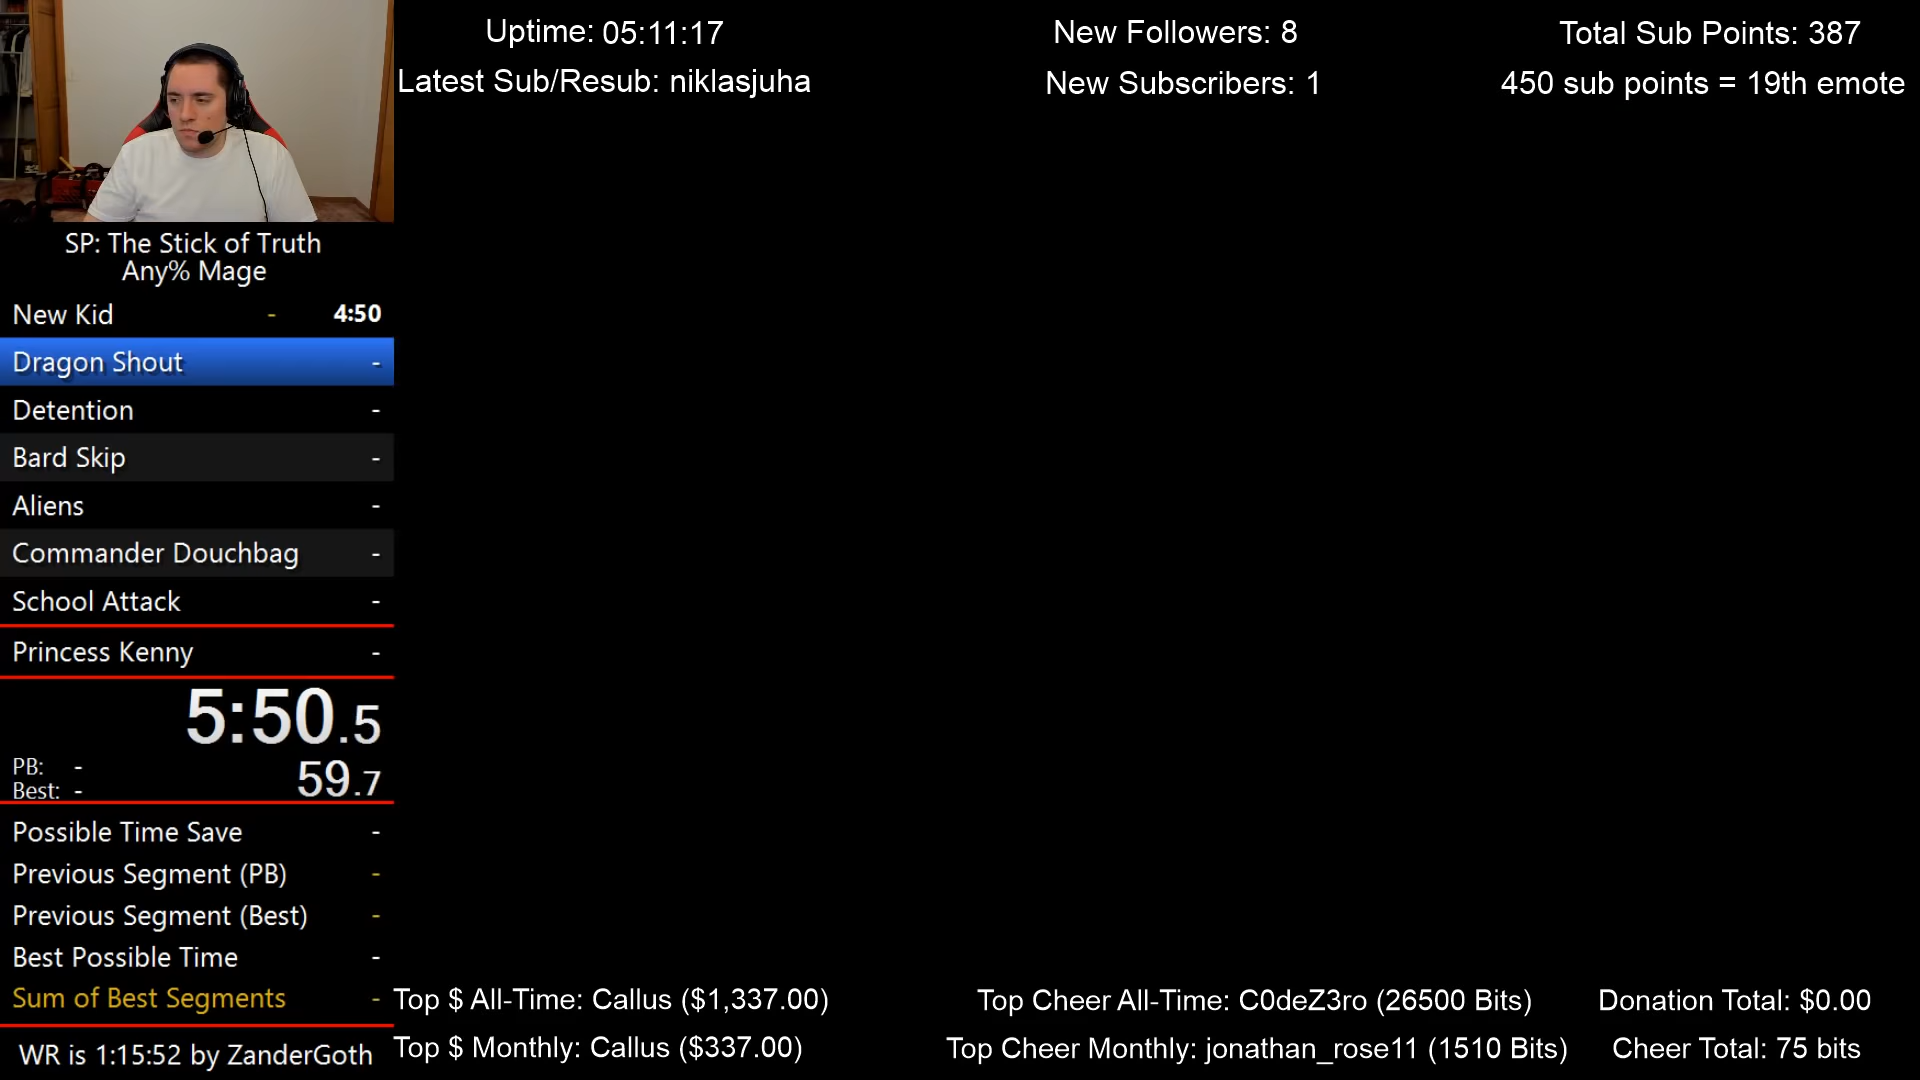 Uptime: 05:11:17
New Followers: 8
Total Sub Points: 387
Latest Sub/Resub: niklasjuha
New Subscribers: 1
450 sub points = 19th emote
SP: The Stick of Truth
Any% Mage
New Kid - 4:50
Dragon Shout -
Detention -
Bard Skip -
Aliens -
Commander Douchbag -
School Attack -
Princess Kenny -
5:50.5
PB: -
59.7
Best: -
Possible Time Save -
Previous Segment (PB) -
Previous Segment (Best) -
Best Possible Time -
Sum of Best Segments -
WR is 1:15:52 by ZanderGoth
Top $ All-Time: Callus ($1,337.00)
Top Cheer All-Time: C0deZ3ro (26500 Bits)
Donation Total: $0.00
Top $ Monthly: Callus ($337.00)
Top Cheer Monthly: jonathan_rose11 (1510 Bits)
Cheer Total: 75 bits